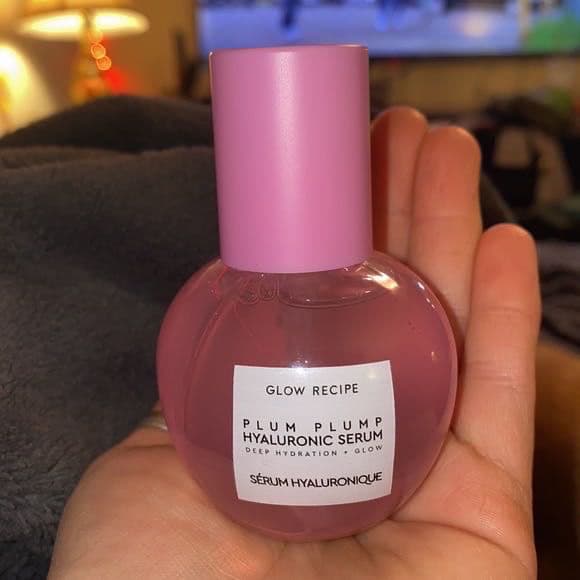 GLOW RECIPE
PLUM PLUMP
HYALURONIC SERUM
DEEP HYDRATION + GLOW
SÉRUM HYALURONIQUE